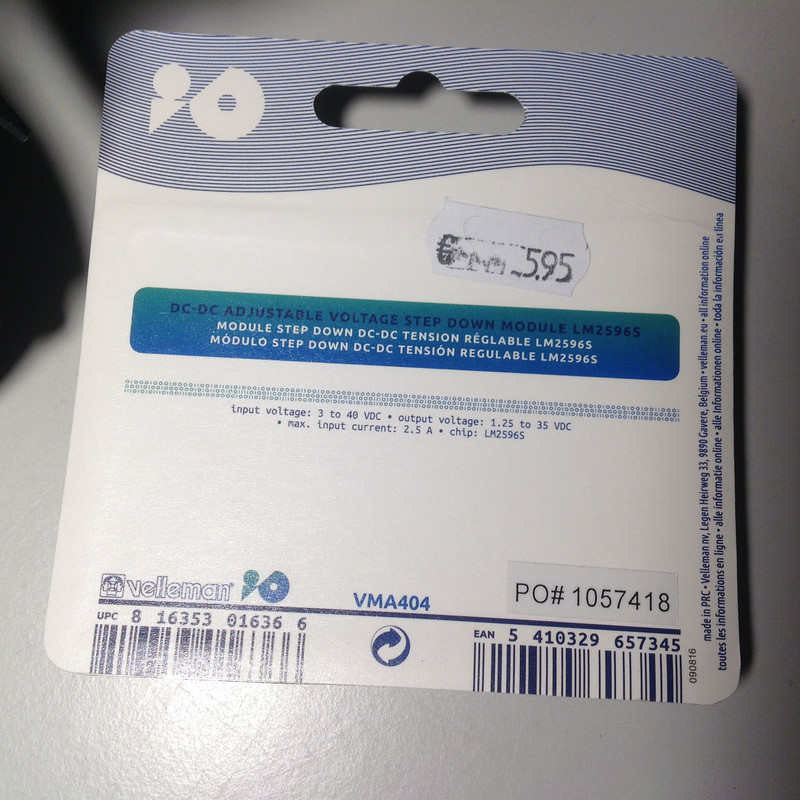 € 5.95
DC-DC ADJUSTABLE VOLTAGE STEP DOWN MODULE LM2596S
MODULE STEP DOWN DC-DC TENSION RÉGLABLE LM2596S
MÓDULO STEP DOWN DC-DC TENSIÓN REGULABLE LM2596S
input voltage: 3 to 40 VDC • output voltage: 1.25 to 35 VDC
• max. input current: 2.5 A • chip: LM2596S
velleman®
VMA404
PO# 1057418
UPC 8 16353 01636 6
EAN 5 410329 657345
090816
made in PRC • Velleman nv, Legen Heirweg 33, 9890 Gavere, Belgium • velleman.eu • all information online
toutes les informations en ligne • alle informatie online • alle Informationen online • toda la información en línea